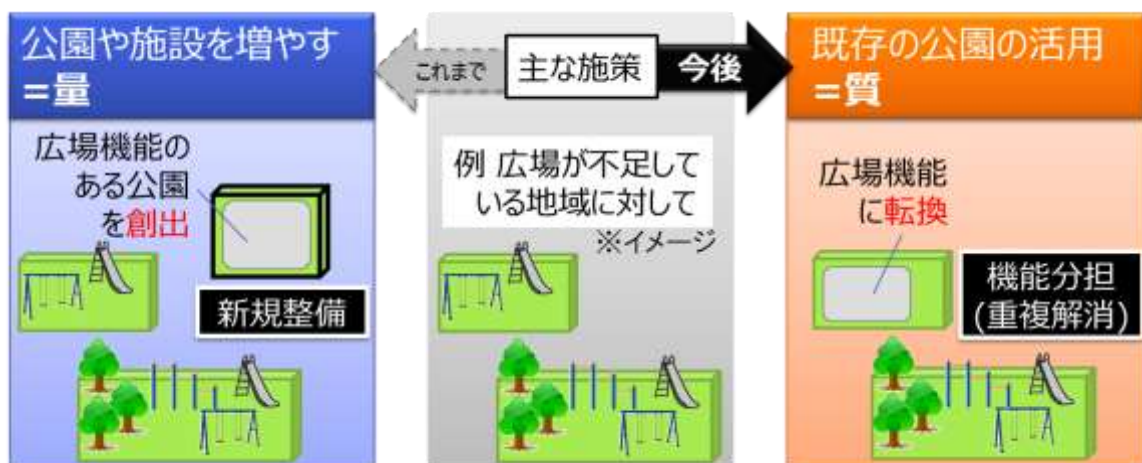 公園や施設を増やす
=量
広場機能の
ある公園
を創出
新規整備
これまで
主な施策
今後
例 広場が不足して
いる地域に対して
※イメージ
既存の公園の活用
=質
広場機能
に転換
機能分担
(重複解消)